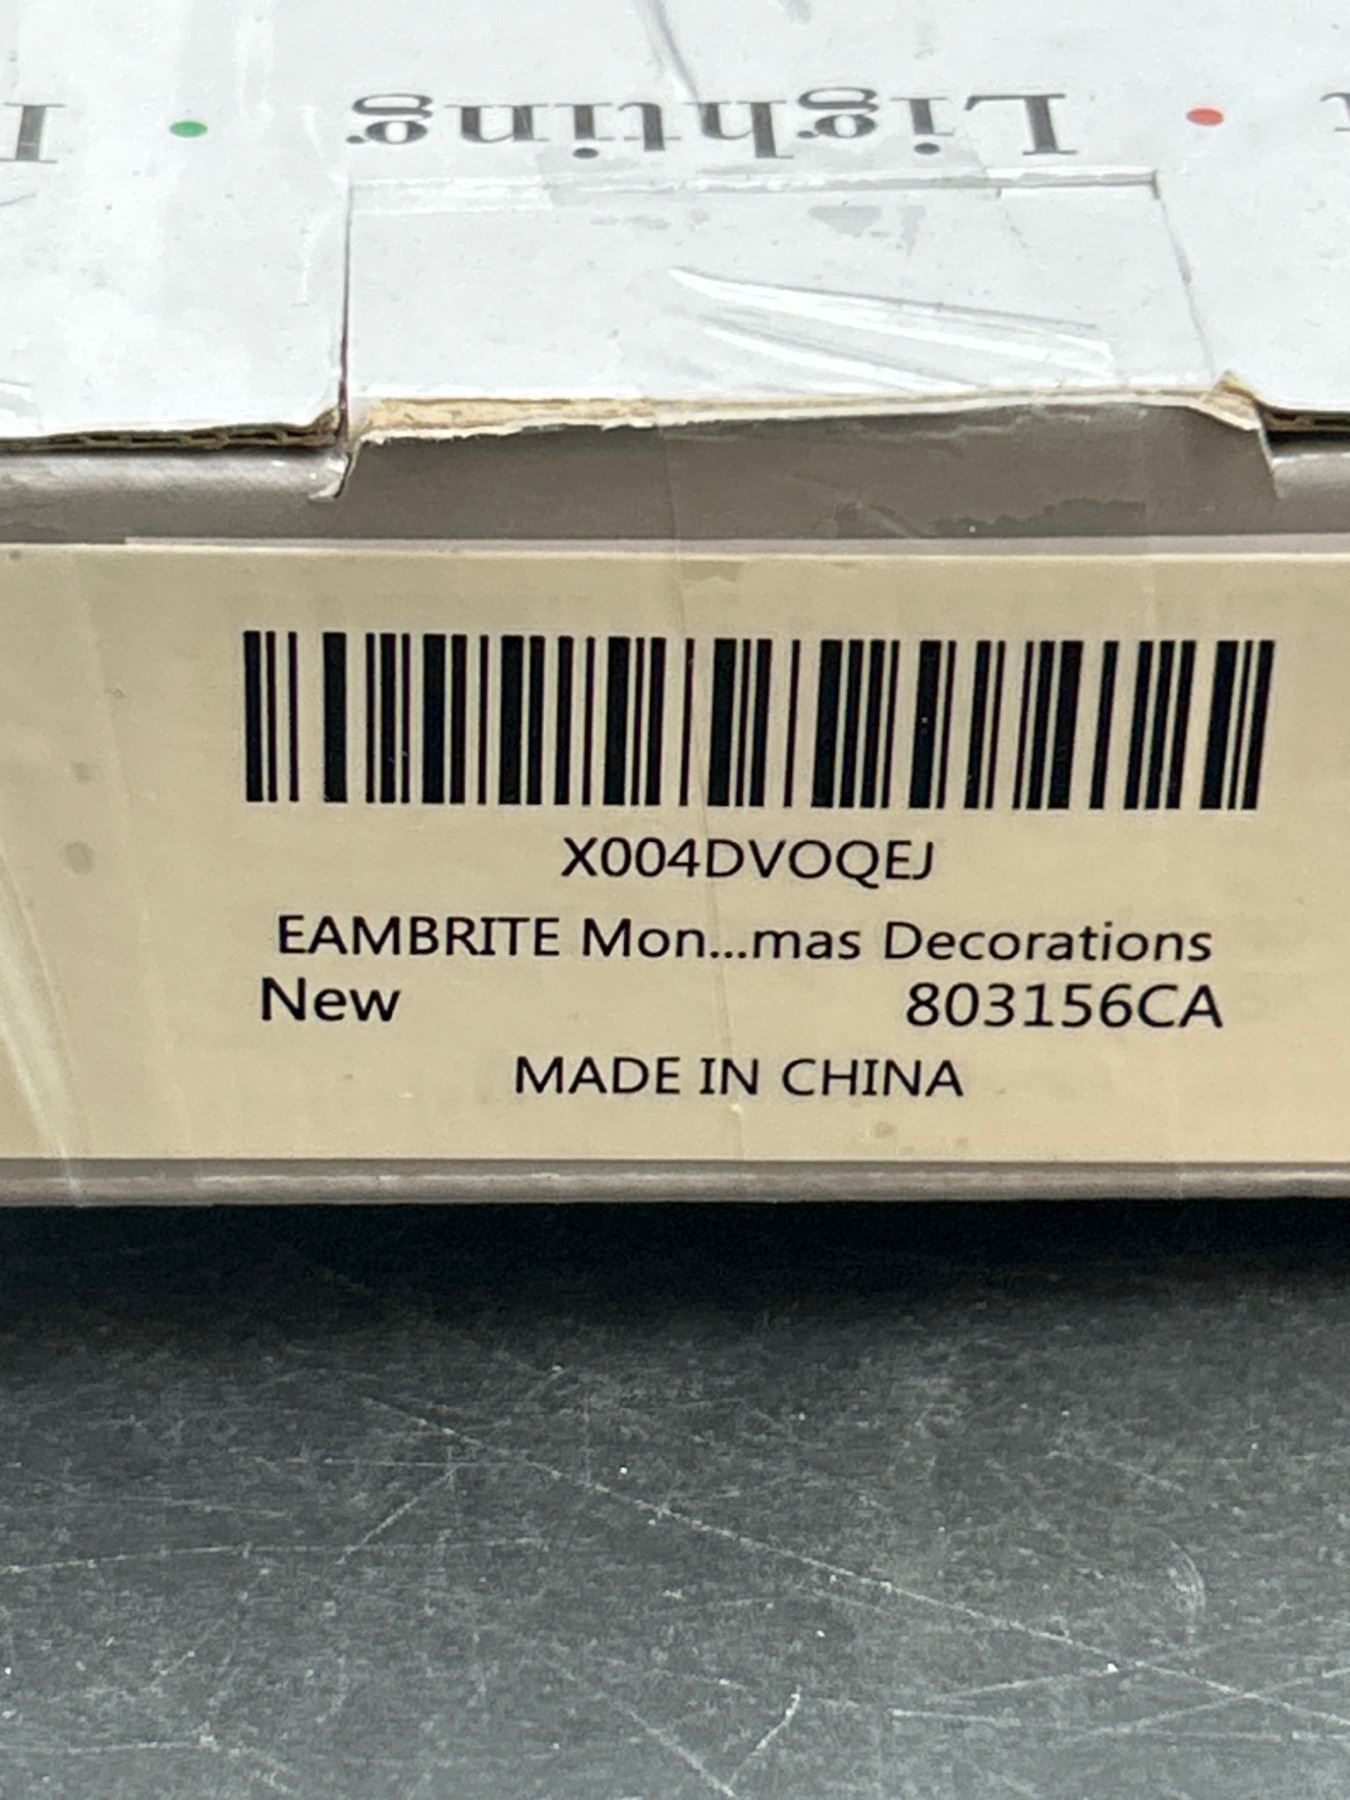 Lighting
X004DVOQEJ
EAMBRITE Mon...mas Decorations
New 803156CA
MADE IN CHINA